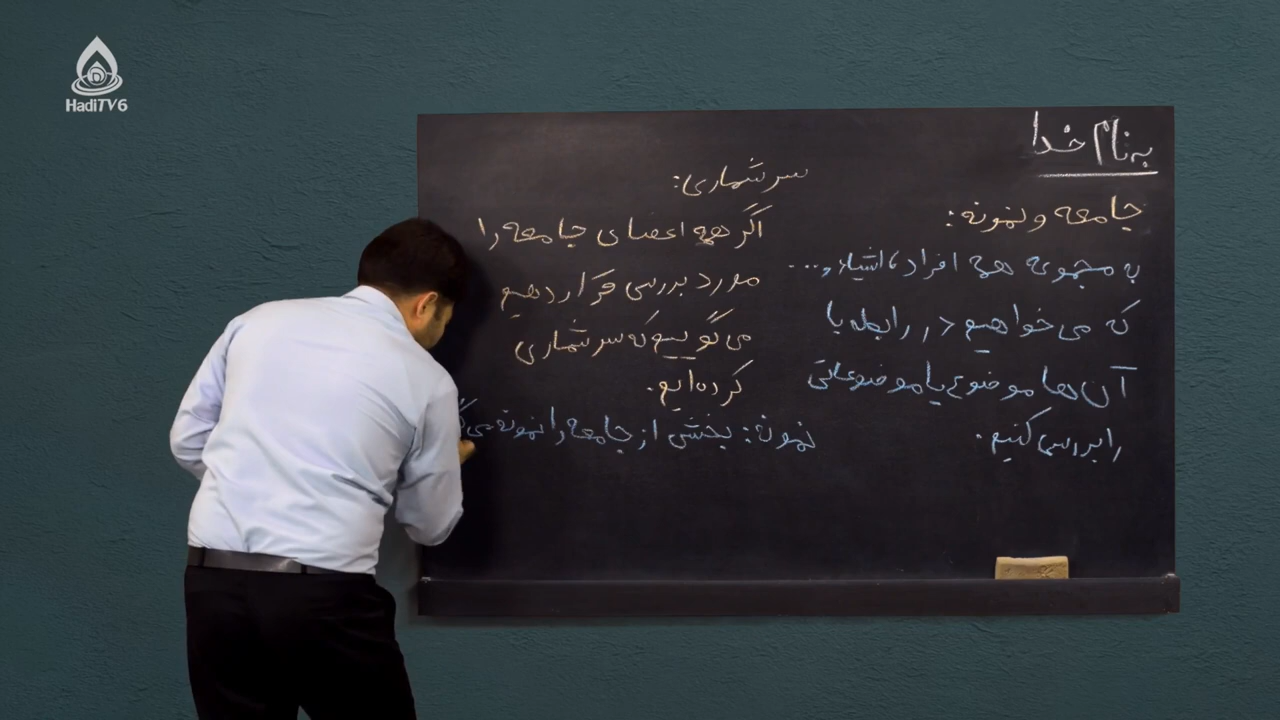 HadiTV6
به نام خدا
جامعه و نمونه:
به مجموعه همه افراد، اشیاء و...
که می‌خواهیم در رابطه با
آن‌ها موضوع یا موضوعاتی
را بررسی کنیم.
سرشماری:
اگر همه اعضای جامعه را
مورد بررسی قرار دهیم
می‌گوییم که سرشماری
کرده‌ایم.
نمونه: بخشی از جامعه را نمونه می‌گ